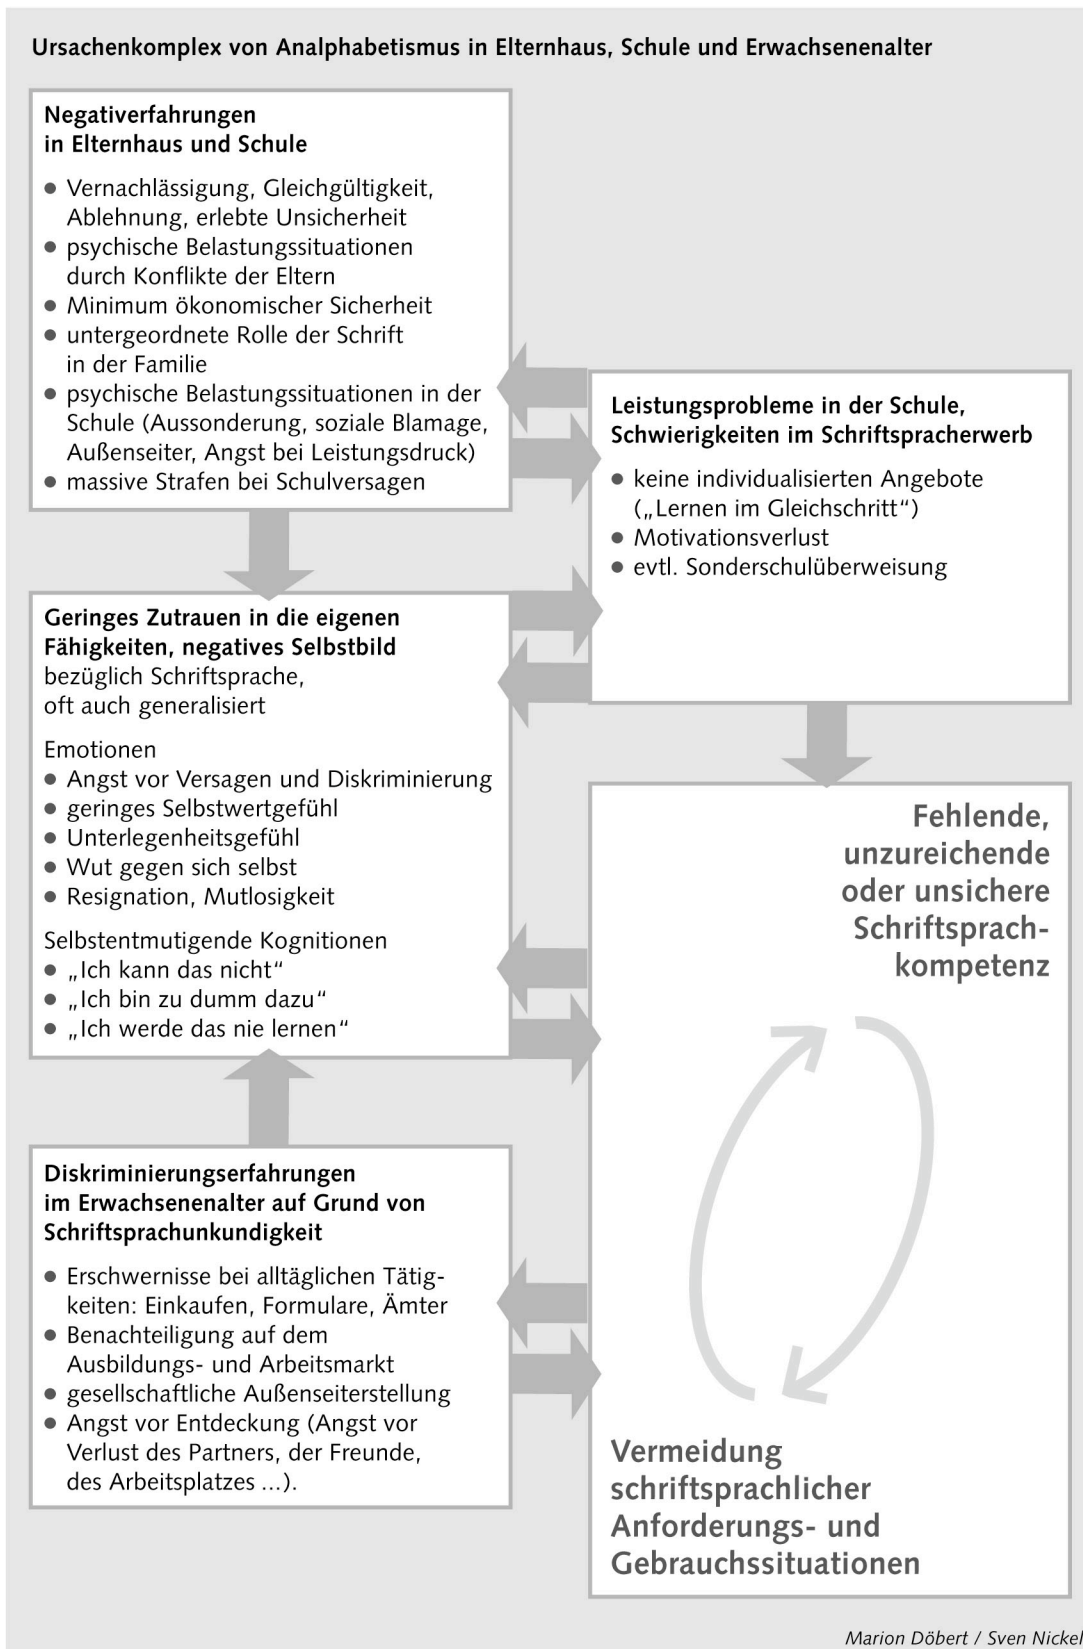 Ursachenkomplex von Analphabetismus in Elternhaus, Schule und Erwachsenenalter
Negativerfahrungen
in Elternhaus und Schule
● Vernachlässigung, Gleichgültigkeit,
Ablehnung, erlebte Unsicherheit
● psychische Belastungssituationen
durch Konflikte der Eltern
● Minimum ökonomischer Sicherheit
● untergeordnete Rolle der Schrift
in der Familie
● psychische Belastungssituationen in der
Schule (Aussonderung, soziale Blamage,
Außenseiter, Angst bei Leistungsdruck)
● massive Strafen bei Schulversagen
Leistungsprobleme in der Schule,
Schwierigkeiten im Schriftspracherwerb
● keine individualisierten Angebote
(„Lernen im Gleichschritt“)
● Motivationsverlust
● evtl. Sonderschulüberweisung
Geringes Zutrauen in die eigenen
Fähigkeiten, negatives Selbstbild
bezüglich Schriftsprache,
oft auch generalisiert
Emotionen
● Angst vor Versagen und Diskriminierung
● geringes Selbstwertgefühl
● Unterlegenheitsgefühl
● Wut gegen sich selbst
● Resignation, Mutlosigkeit
Selbstentmutigende Kognitionen
● „Ich kann das nicht“
● „Ich bin zu dumm dazu“
● „Ich werde das nie lernen“
Fehlende,
unzureichende
oder unsichere
Schriftsprach-
kompetenz
Diskriminierungserfahrungen
im Erwachsenenalter auf Grund von
Schriftsprachunkundigkeit
● Erschwernisse bei alltäglichen Tätig-
keiten: Einkaufen, Formulare, Ämter
● Benachteiligung auf dem
Ausbildungs- und Arbeitsmarkt
● gesellschaftliche Außenseiterstellung
● Angst vor Entdeckung (Angst vor
Verlust des Partners, der Freunde,
des Arbeitsplatzes ...).
Vermeidung
schriftsprachlicher
Anforderungs- und
Gebrauchssituationen
Marion Döbert / Sven Nickel